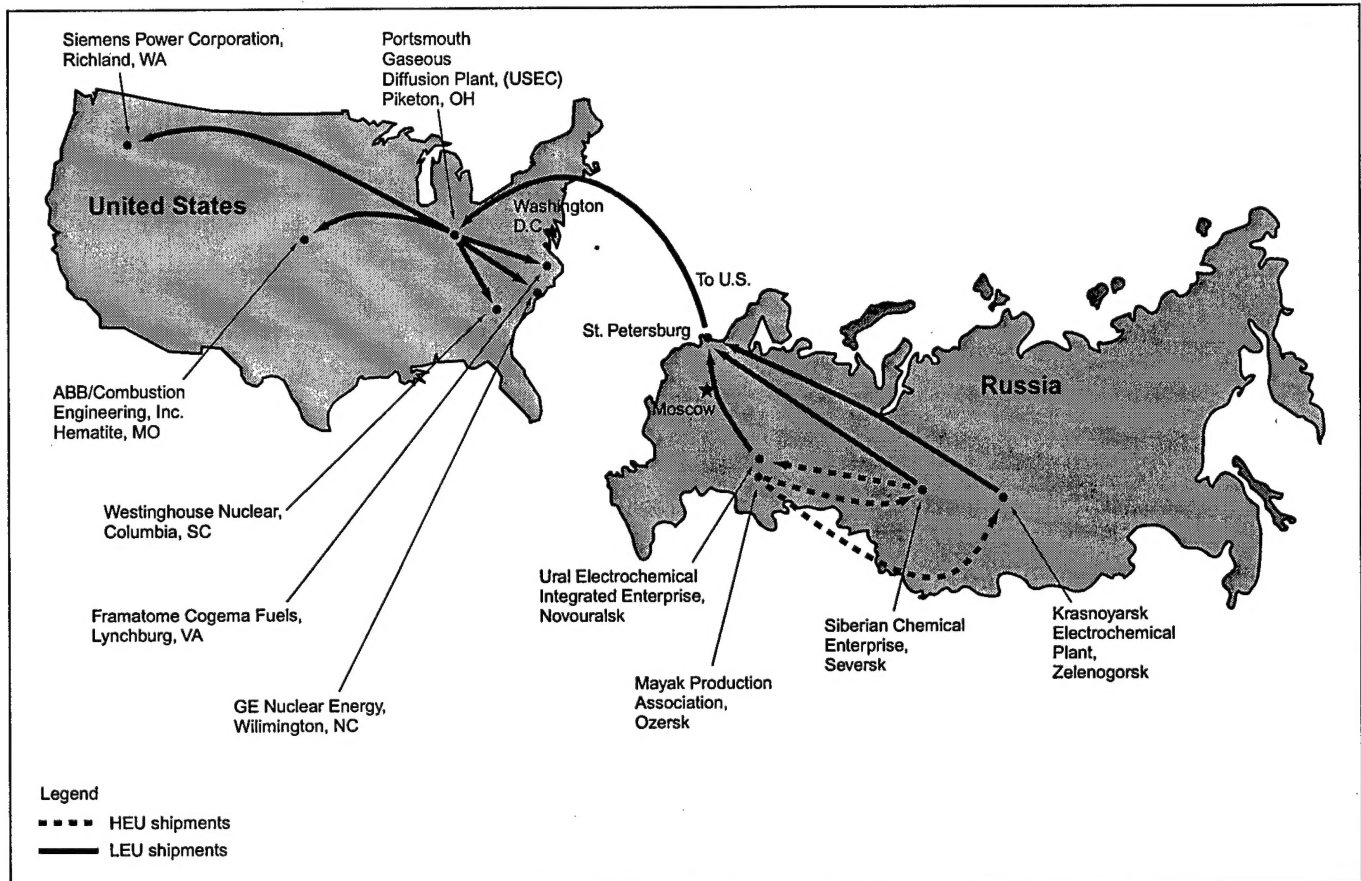 Siemens Power Corporation,
Richland, WA
Portsmouth
Gaseous
Diffusion Plant, (USEC)
Piketon, OH
United States
Washington
D.C.
To U.S.
St. Petersburg
Moscow
Russia
ABB/Combustion
Engineering, Inc.
Hematite, MO
Westinghouse Nuclear,
Columbia, SC
Framatome Cogema Fuels,
Lynchburg, VA
GE Nuclear Energy,
Wilimington, NC
Ural Electrochemical
Integrated Enterprise,
Novouralsk
Mayak Production
Association,
Ozersk
Siberian Chemical
Enterprise,
Seversk
Krasnoyarsk
Electrochemical
Plant,
Zelenogorsk
Legend
HEU shipments
LEU shipments